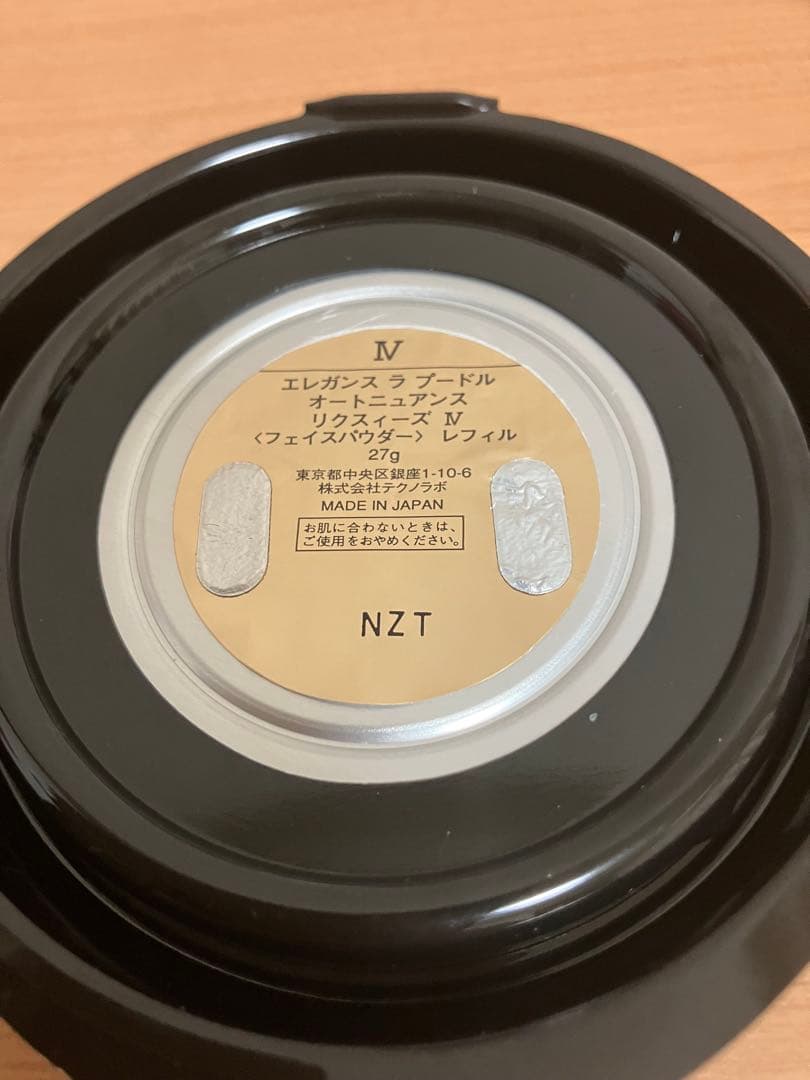 Ⅳ
エレガンス ラ プードル
オートニュアンス
リクスィーズ Ⅳ
〈フェイスパウダー〉 レフィル
27g
東京都中央区銀座1-10-6
株式会社テクノラボ
MADE IN JAPAN
お肌に合わないときは、
ご使用をおやめください。
NZT